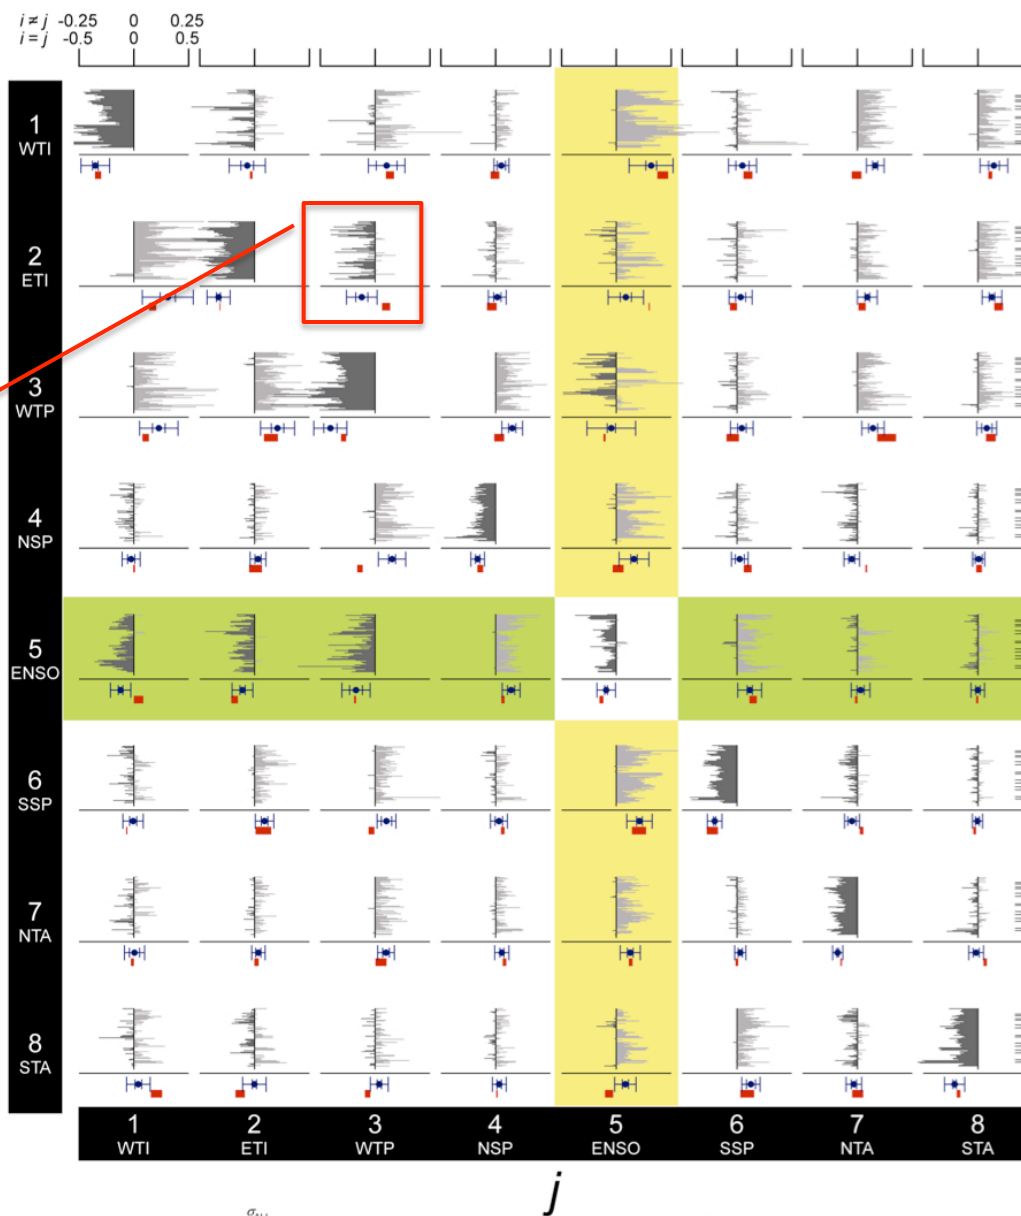 i ≠ j -0.25 0 0.25
i = j -0.5 0 0.5
1
WTI
2
ETI
3
WTP
4
NSP
5
ENSO
6
SSP
7
NTA
8
STA
1 2 3 4 5 6 7 8
WTI ETI WTP NSP ENSO SSP NTA STA
j